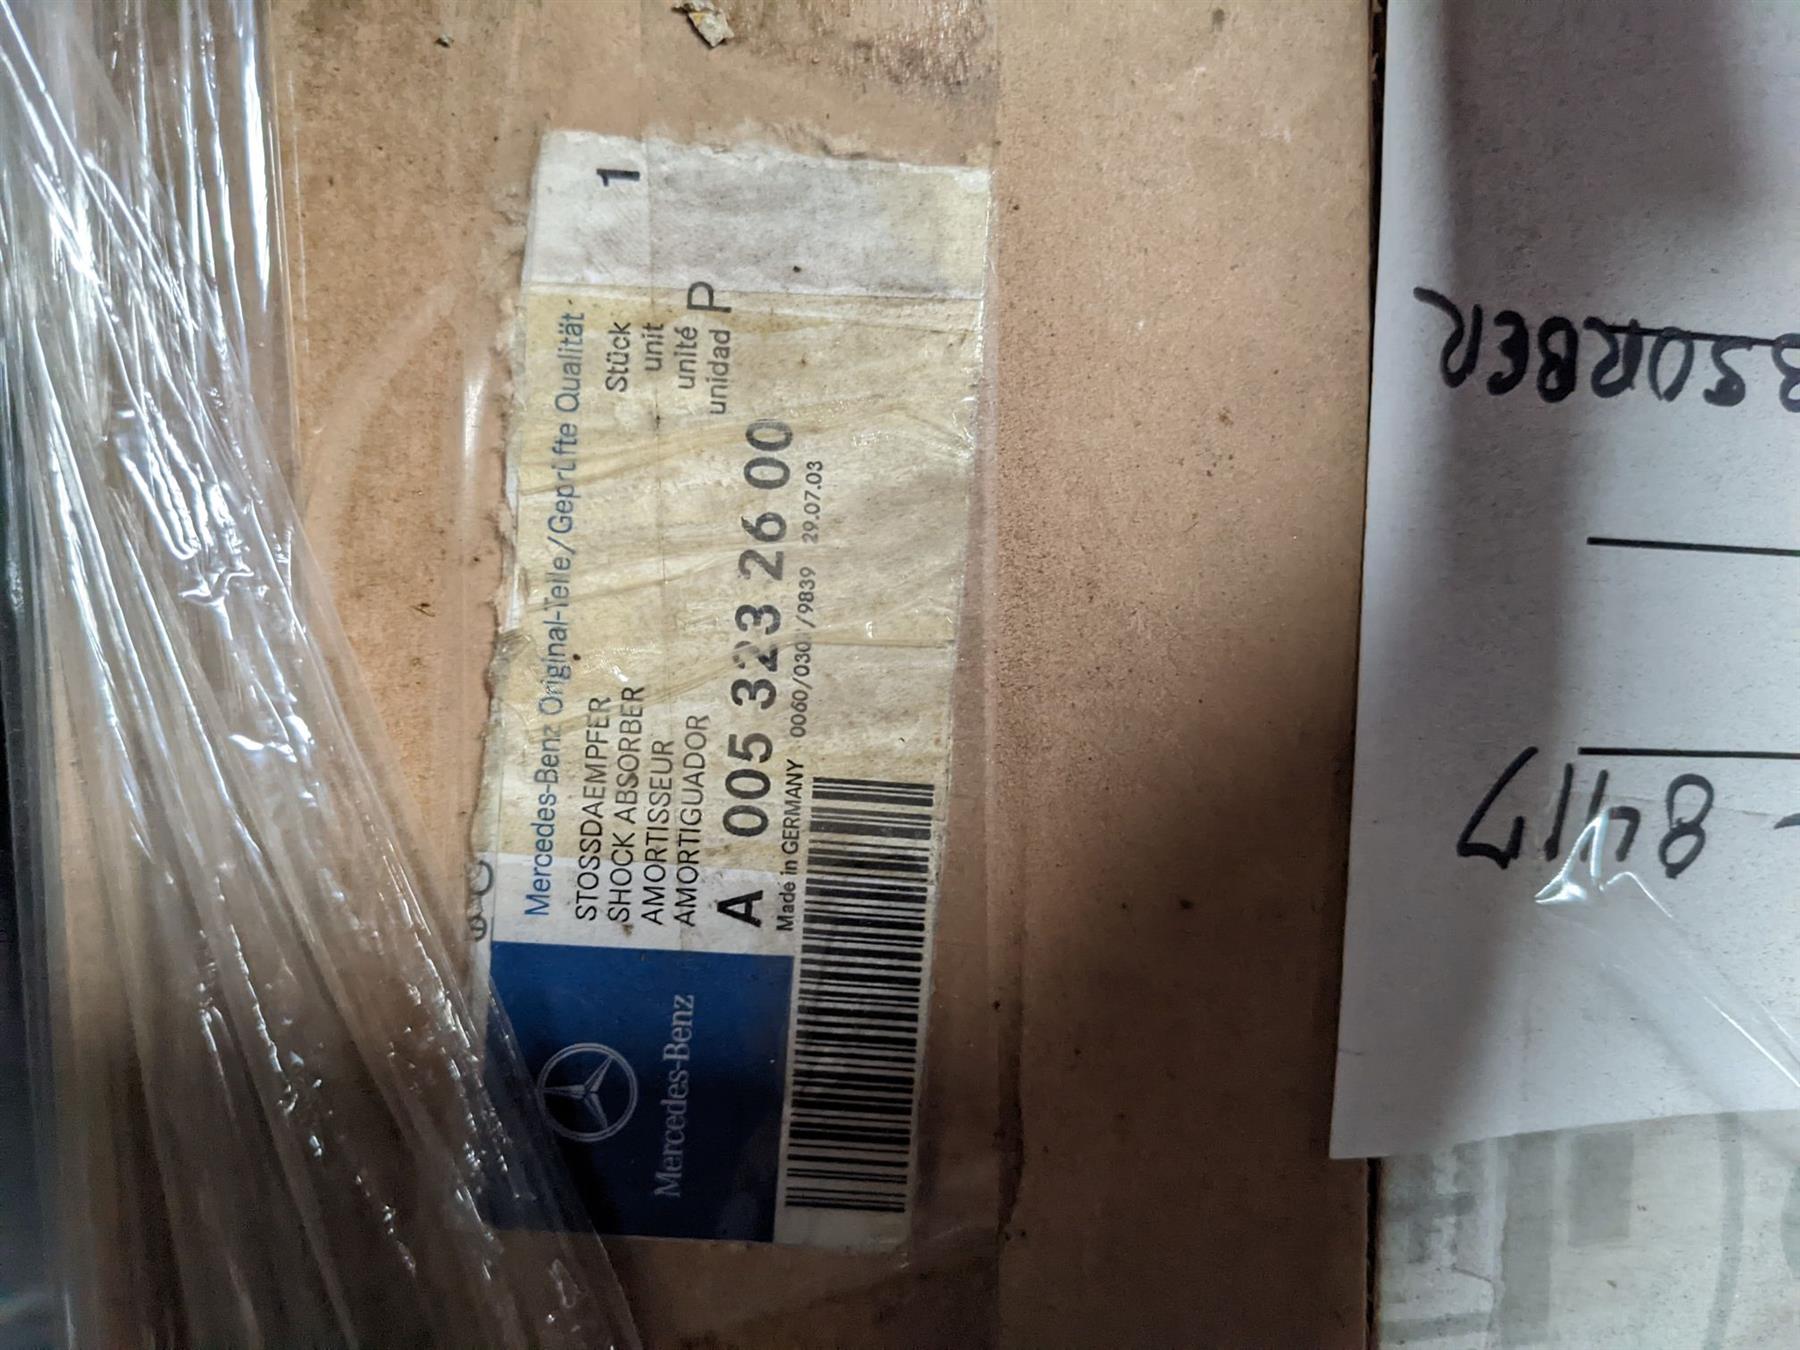 Mercedes-Benz Original-Teile/Geprüfte Qualität
STOSSDAEMPFER Stück 1
SHOCK ABSORBER unit
AMORTISSEUR unité
AMORTIGUADOR unidad P
A 005 323 26 00
Made in GERMANY 0060/030 /9839 29.07.03
Mercedes-Benz
BSORBER
8417